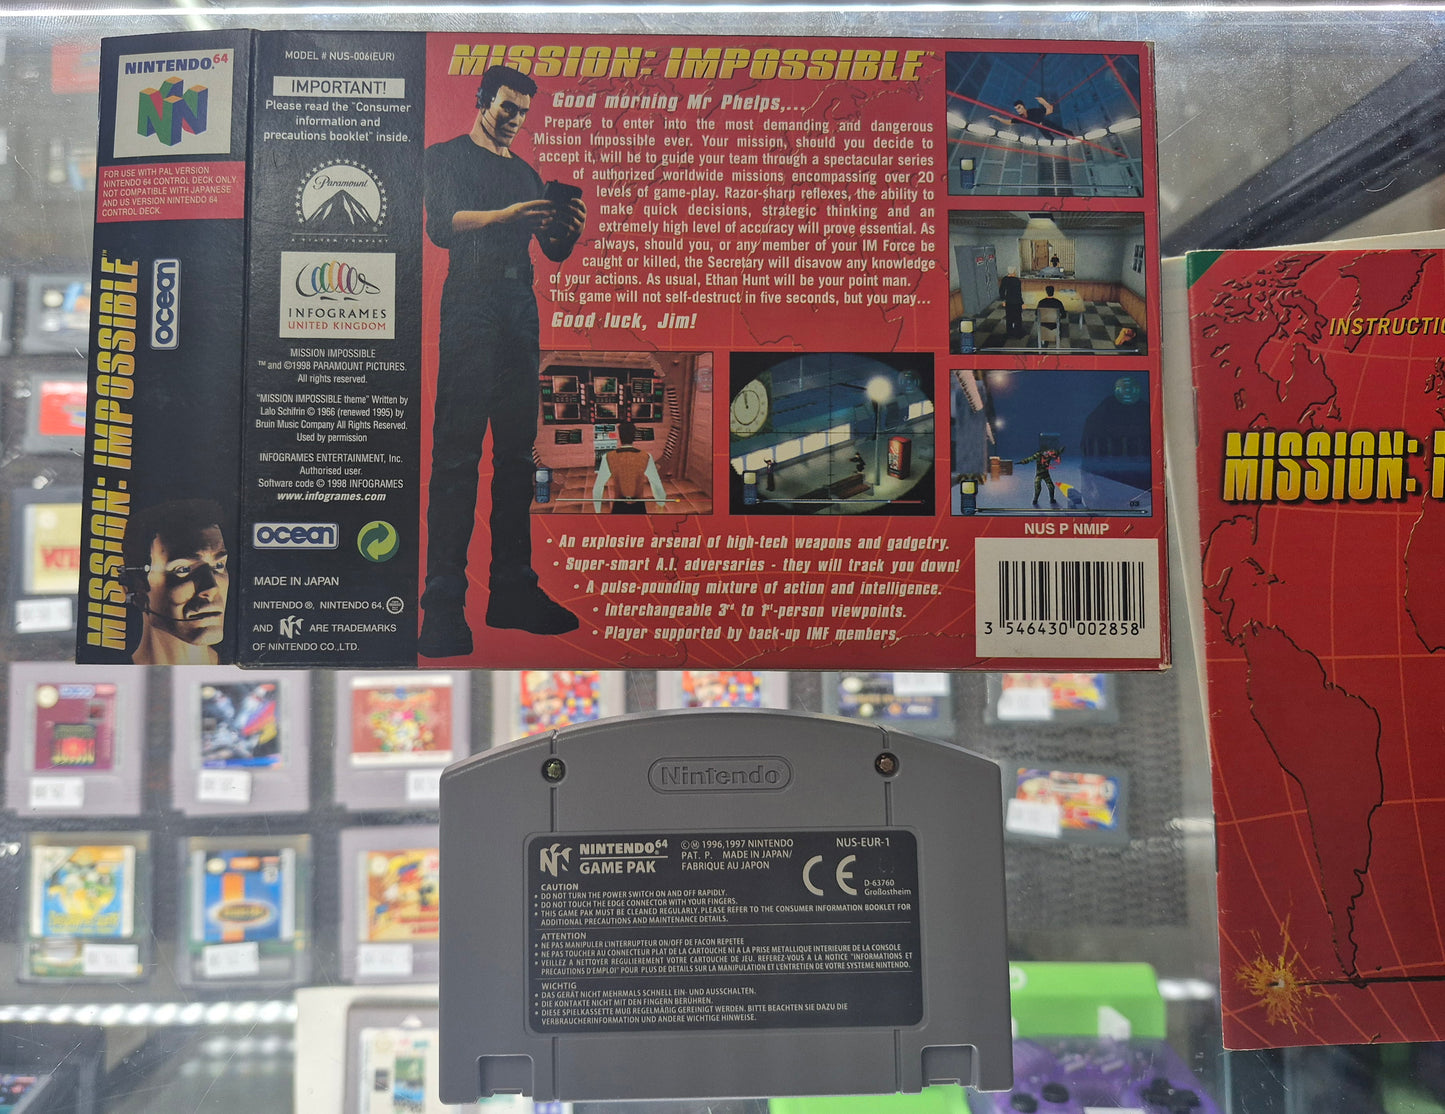 NINTENDO.64
FOR USE WITH PAL VERSION
NINTENDO 64 CONTROL DECK ONLY.
NOT COMPATIBLE WITH JAPANESE
AND US VERSION NINTENDO 64
CONTROL DECK.
MISSION: IMPOSSIBLE™
ocean
MODEL # NUS-006(EUR)
IMPORTANT!
Please read the "Consumer
information and
precautions booklet" inside.
Paramount
A VIACOM COMPANY
INFOGRAMES
UNITED KINGDOM
MISSION IMPOSSIBLE
™ and ©1998 PARAMOUNT PICTURES.
All rights reserved.
"MISSION IMPOSSIBLE theme" Written by
Lalo Schifrin © 1966 (renewed 1995) by
Bruin Music Company All Rights Reserved.
Used by permission
INFOGRAMES ENTERTAINMENT, Inc.
Authorised user.
Software code © 1998 INFOGRAMES
www.infogrames.com
ocean
MADE IN JAPAN
NINTENDO ®, NINTENDO 64,
AND ARE TRADEMARKS
OF NINTENDO CO.,LTD.
MISSION: IMPOSSIBLE™
Good morning Mr Phelps,...
Prepare to enter into the most demanding and dangerous
Mission Impossible ever. Your mission, should you decide to
accept it, will be to guide your team through a spectacular series
of authorized worldwide missions encompassing over 20
levels of game-play. Razor-sharp reflexes, the ability to
make quick decisions, strategic thinking and an
extremely high level of accuracy will prove essential. As
always, should you, or any member of your IM Force be
caught or killed, the Secretary will disavow any knowledge
of your actions. As usual, Ethan Hunt will be your point man.
This game will not self-destruct in five seconds, but you may...
Good luck, Jim!
• An explosive arsenal of high-tech weapons and gadgetry.
• Super-smart A.I. adversaries - they will track you down!
• A pulse-pounding mixture of action and intelligence.
• Interchangeable 3rd to 1st-person viewpoints.
• Player supported by back-up IMF members.
NUS P NMIP
3 546430 002858
INSTRUCTIO
MISSION:
Nintendo
NINTENDO64
GAME PAK
©Ⓜ 1996,1997 NINTENDO
PAT. P. MADE IN JAPAN/
FABRIQUE AU JAPON
NUS-EUR-1
CE
D-63760
Großostheim
CAUTION
• DO NOT TURN THE POWER SWITCH ON AND OFF RAPIDLY.
• DO NOT TOUCH THE EDGE CONNECTOR WITH YOUR FINGERS.
• THIS GAME PAK MUST BE CLEANED REGULARLY. PLEASE REFER TO THE CONSUMER INFORMATION BOOKLET FOR
ADDITIONAL PRECAUTIONS AND MAINTENANCE DETAILS.
ATTENTION
• NE PAS MANIPULER L'INTERRUPTEUR ON/OFF DE FACON REPETEE
• NE PAS TOUCHER AU CONNECTEUR PLAT DE LA CARTOUCHE NI A LA PRISE METALLIQUE INTERIEURE DE LA CONSOLE
• VEILLEZ A NETTOYER REGULIEREMENT VOTRE CARTOUCHE DE JEU. REFEREZ-VOUS A LA NOTICE "INFORMATIONS ET
PRECAUTIONS D'EMPLOI" POUR PLUS DE DETAILS SUR LA MANIPULATION ET L'ENTRETIEN DE VOTRE SYSTEME NINTENDO.
WICHTIG
• DAS GERÄT NICHT MEHRMALS SCHNELL EIN- UND AUSSCHALTEN.
• DIE KONTAKTE NICHT MIT DEN FINGERN BERÜHREN.
• DIESE SPIELKASSETTE MUß REGELMÄßIG GEREINIGT WERDEN. BITTE BEACHTEN SIE DAZU DIE
VERBRAUCHERINFORMATION UND ANDERE WICHTIGE HINWEISE.